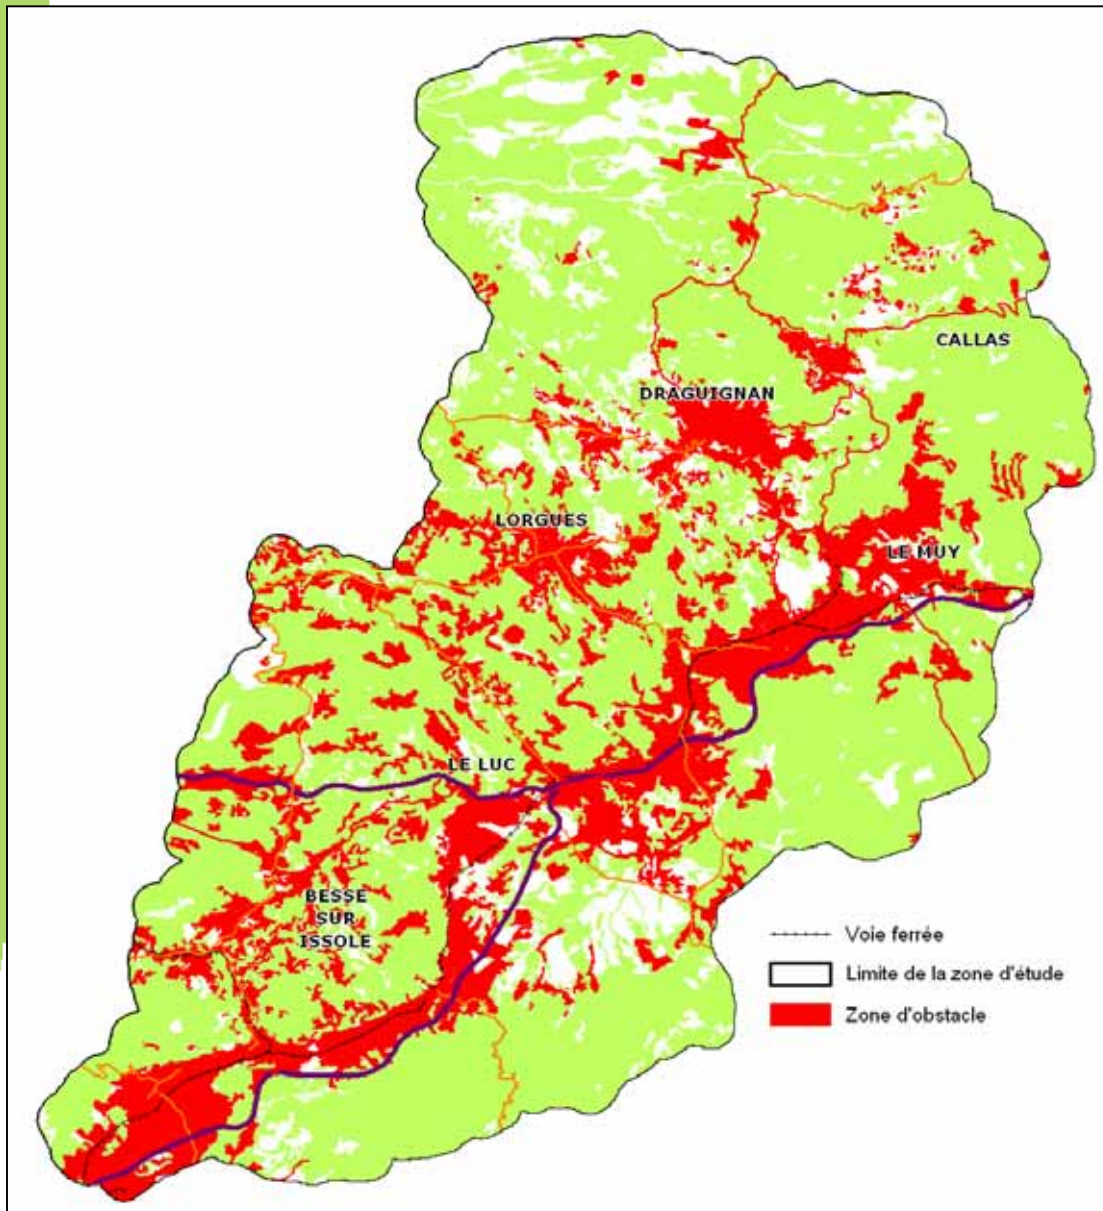 CALLAS
DRAGUIGNAN
LORGUES
LE MUY
LE LUC
BESSE
SUR
ISSOLE
Voie ferrée
Limite de la zone d'étude
Zone d'obstacle